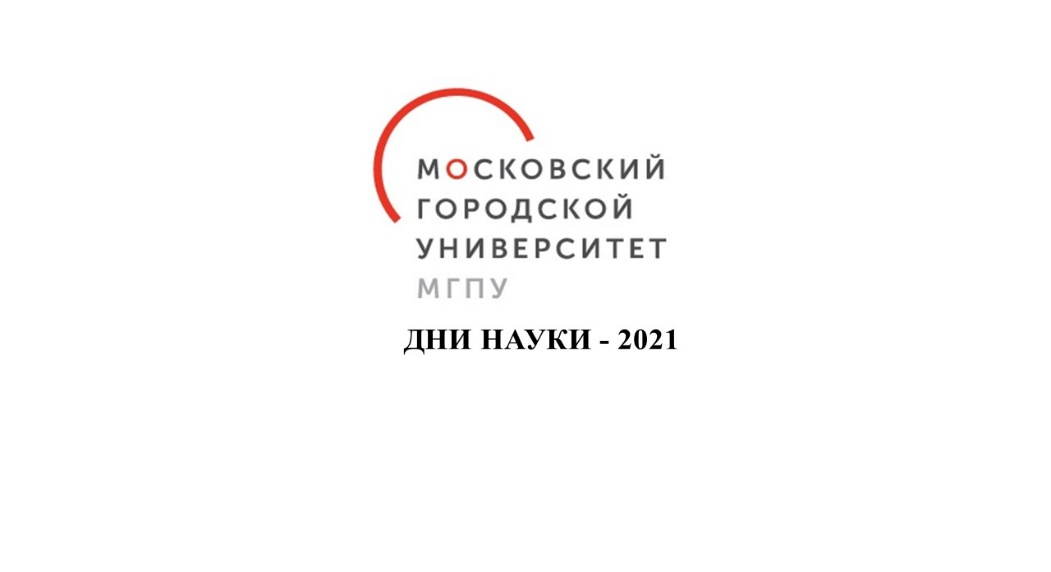 МОСКОВСКИЙ
ГОРОДСКОЙ
УНИВЕРСИТЕТ
МГПУ
ДНИ НАУКИ - 2021